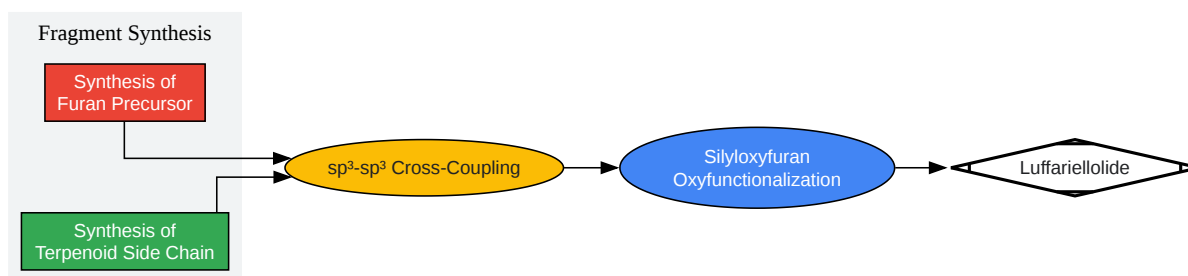 Fragment Synthesis
Synthesis of
Furan Precursor
sp³-sp³ Cross-Coupling
Silyloxyfuran
Oxyfunctionalization
Luffariellolide
Synthesis of
Terpenoid Side Chain